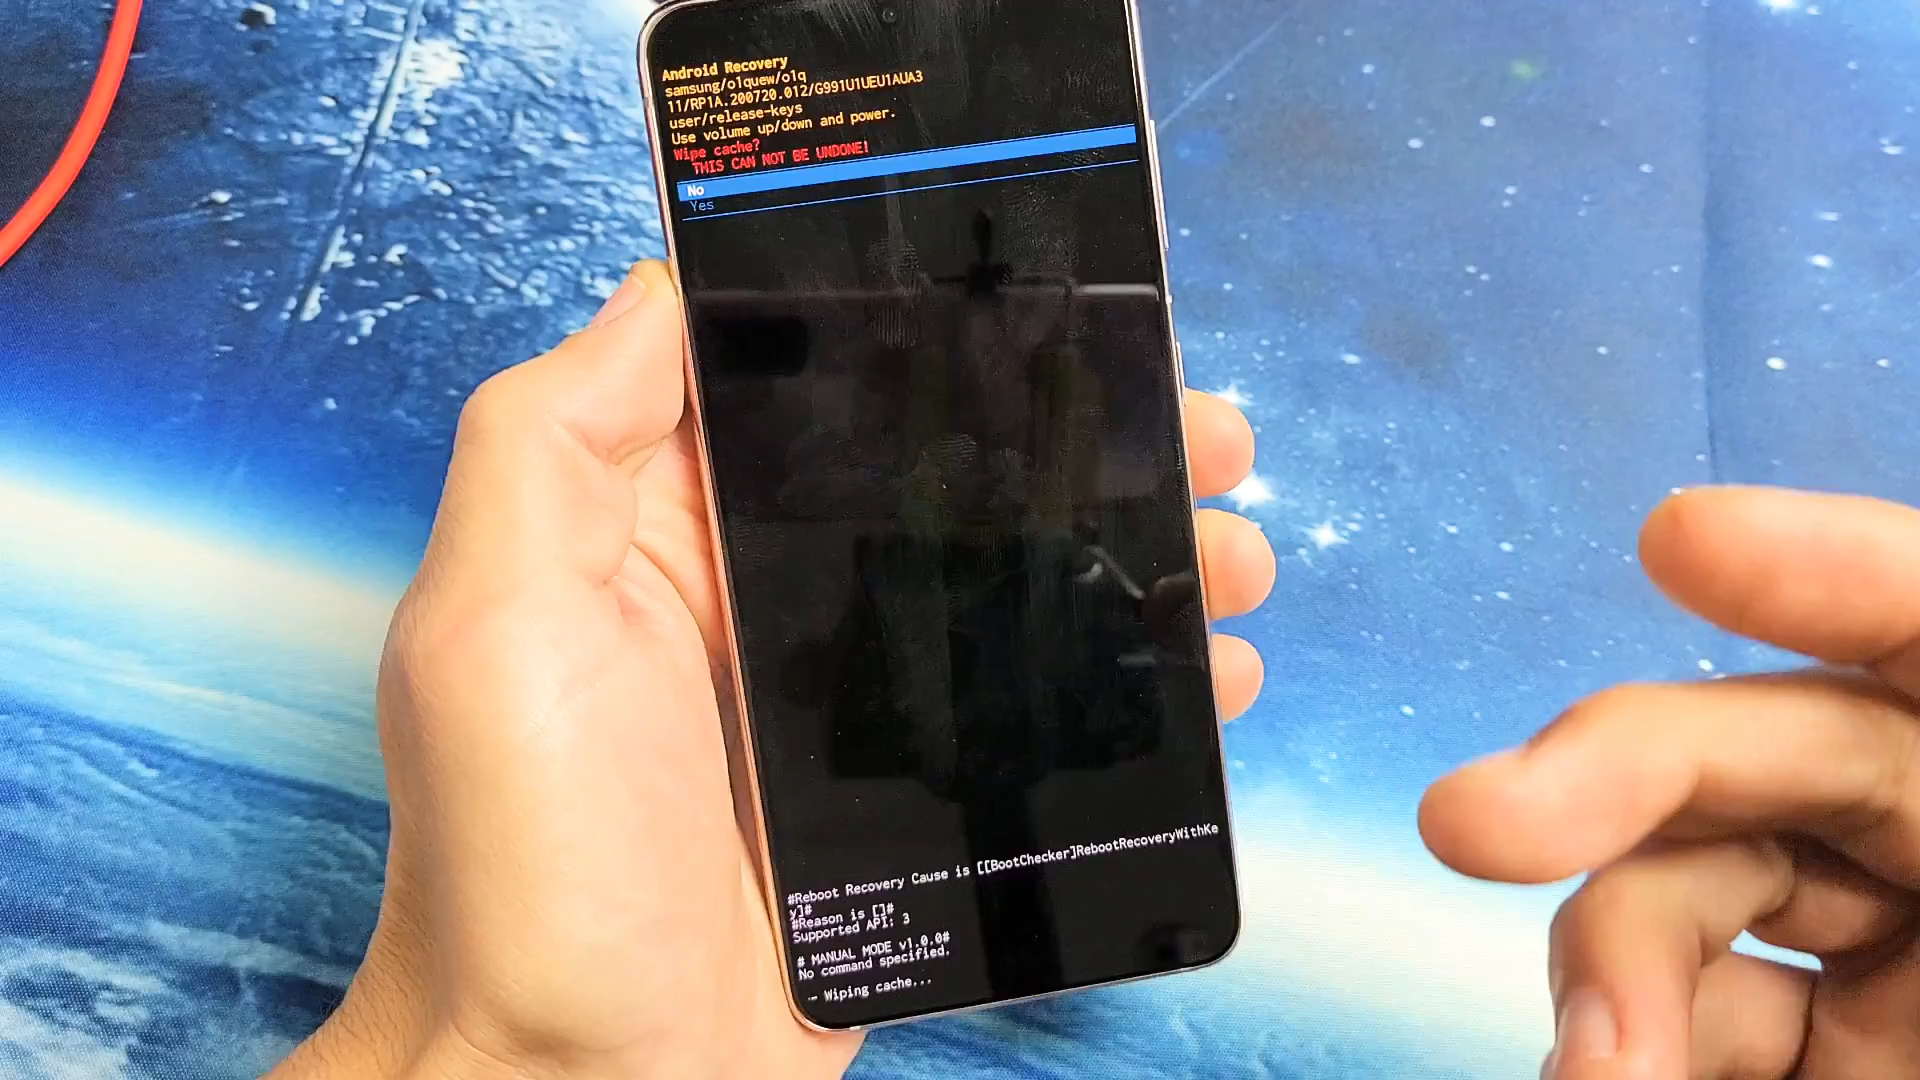 Android Recovery
samsung/o1quew/o1q
11/RP1A.200720.012/G991U1UEU1AUA3
user/release-keys
Use volume up/down and power.
Wipe cache?
THIS CAN NOT BE UNDONE!
No
Yes
#Reboot Recovery Cause is [[BootChecker]RebootRecoveryWithKe
y]#
#Reason is []#
Supported API: 3
# MANUAL MODE v1.0.0#
No command specified.
-- Wiping cache...